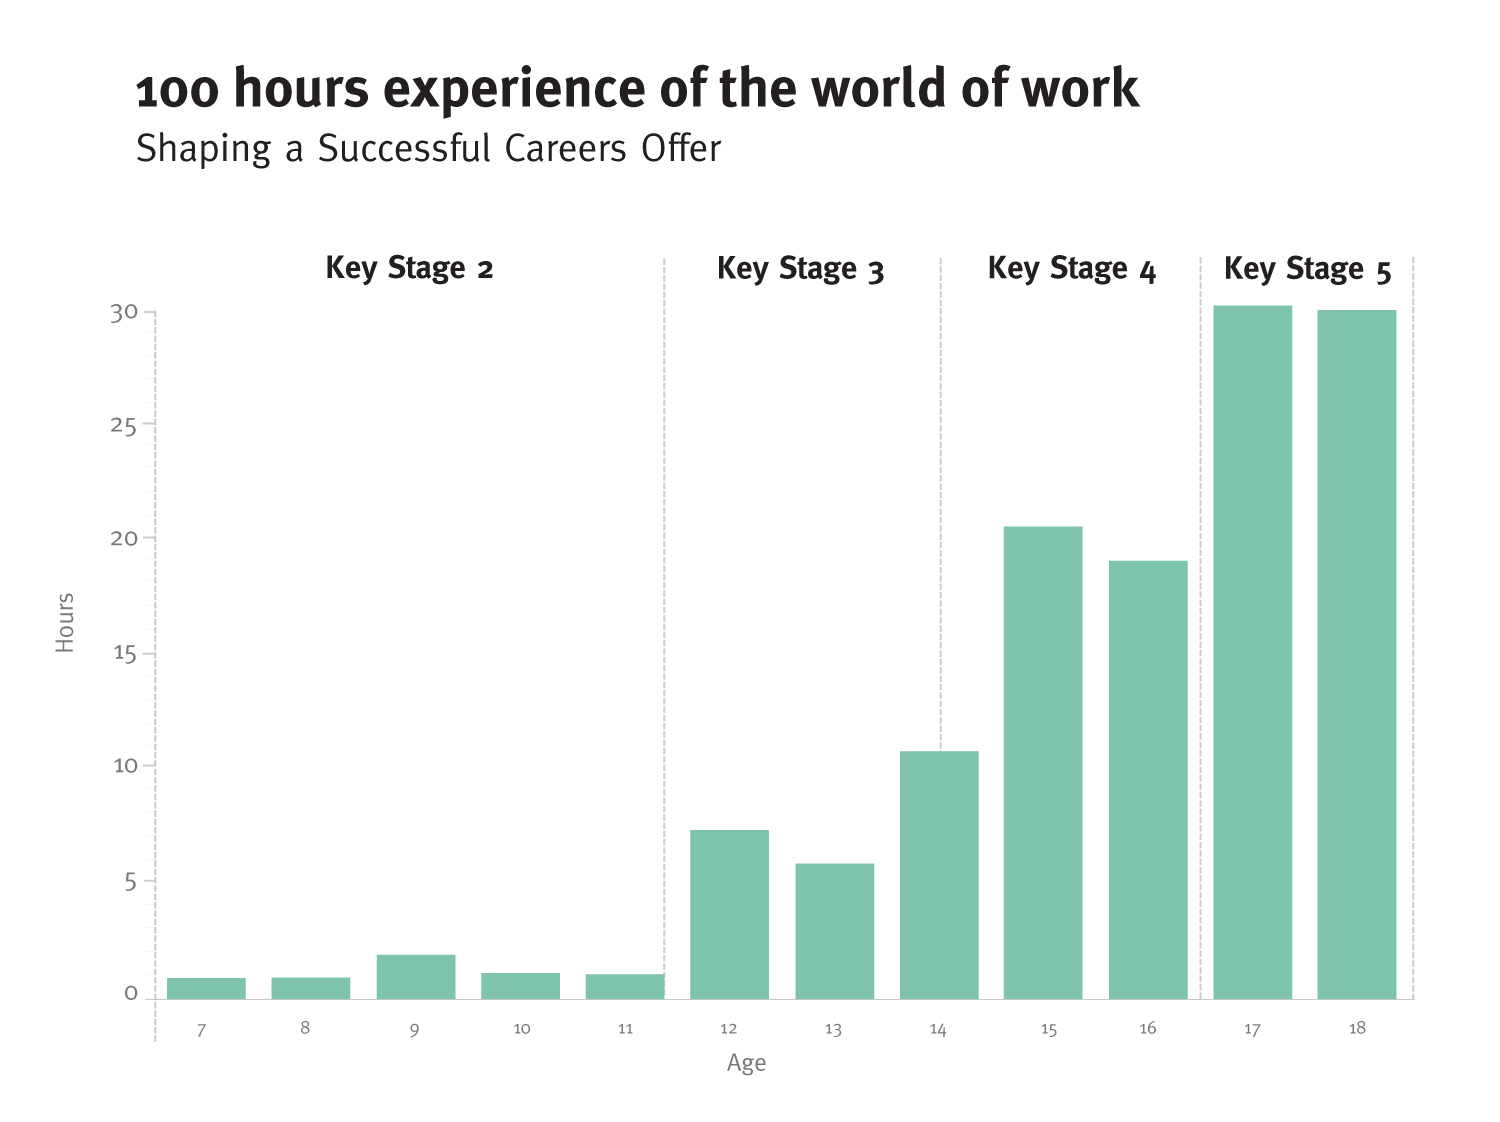 100 hours experience of the world of work
Shaping a Successful Careers Offer
Key Stage 2 Key Stage 3 Key Stage 4 Key Stage 5
30
25
20
15
10
5
0
Hours
7 8 9 10 11 12 13 14 15 16 17 18
Age